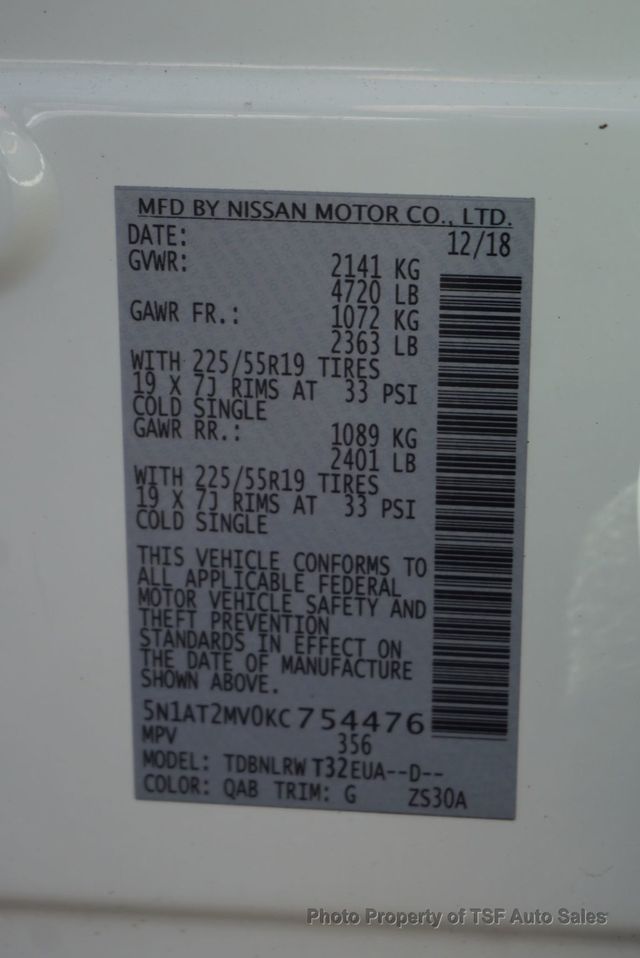 MFD BY NISSAN MOTOR CO., LTD.
DATE: 12/18
GVWR: 2141 KG
4720 LB
GAWR FR.: 1072 KG
2363 LB
WITH 225/55R19 TIRES
19 X 7J RIMS AT 33 PSI
COLD SINGLE
GAWR RR.: 1089 KG
2401 LB
WITH 225/55R19 TIRES
19 X 7J RIMS AT 33 PSI
COLD SINGLE
THIS VEHICLE CONFORMS TO
ALL APPLICABLE FEDERAL
MOTOR VEHICLE SAFETY AND
THEFT PREVENTION
STANDARDS IN EFFECT ON
THE DATE OF MANUFACTURE
SHOWN ABOVE.
5N1AT2MV0KC754476
MPV 356
MODEL: TDBNLRW T32EUA--D--
COLOR: QAB TRIM: G ZS30A
Photo Property of TSF Auto Sales